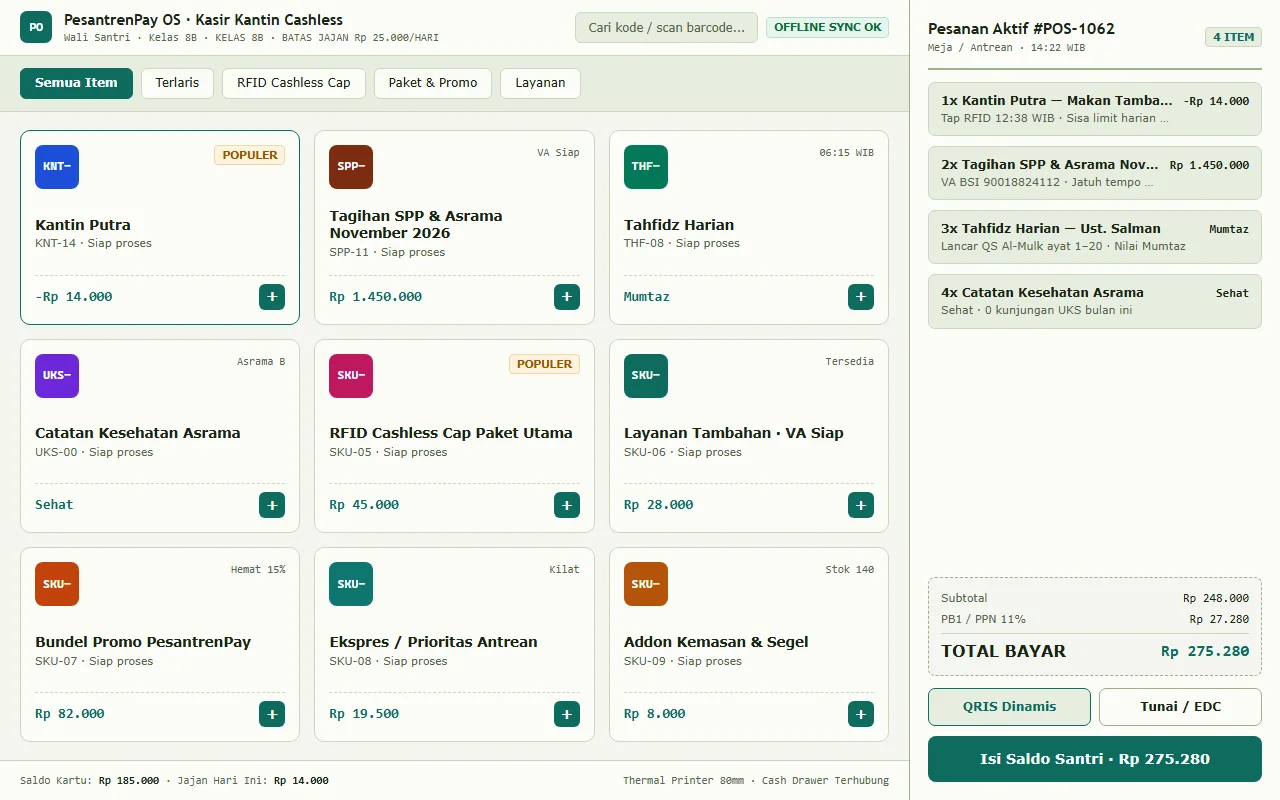 PO
PesantrenPay OS · Kasir Kantin Cashless
Wali Santri · Kelas 8B · KELAS 8B · BATAS JAJAN Rp 25.000/HARI
Cari kode / scan barcode...
OFFLINE SYNC OK
Semua Item
Terlaris
RFID Cashless Cap
Paket & Promo
Layanan
KNT-
POPULER
Kantin Putra
KNT-14 · Siap proses
-Rp 14.000
+
SPP-
VA Siap
Tagihan SPP & Asrama
November 2026
SPP-11 · Siap proses
Rp 1.450.000
+
THF-
06:15 WIB
Tahfidz Harian
THF-08 · Siap proses
Mumtaz
+
UKS-
Asrama B
Catatan Kesehatan Asrama
UKS-00 · Siap proses
Sehat
+
SKU-
POPULER
RFID Cashless Cap Paket Utama
SKU-05 · Siap proses
Rp 45.000
+
SKU-
Tersedia
Layanan Tambahan · VA Siap
SKU-06 · Siap proses
Rp 28.000
+
SKU-
Hemat 15%
Bundel Promo PesantrenPay
SKU-07 · Siap proses
Rp 82.000
+
SKU-
Kilat
Ekspres / Prioritas Antrean
SKU-08 · Siap proses
Rp 19.500
+
SKU-
Stok 140
Addon Kemasan & Segel
SKU-09 · Siap proses
Rp 8.000
+
Saldo Kartu: Rp 185.000 · Jajan Hari Ini: Rp 14.000
Thermal Printer 80mm · Cash Drawer Terhubung
Pesanan Aktif #POS-1062
Meja / Antrean · 14:22 WIB
4 ITEM
1x Kantin Putra — Makan Tamba... -Rp 14.000
Tap RFID 12:38 WIB · Sisa limit harian ...
2x Tagihan SPP & Asrama Nov... Rp 1.450.000
VA BSI 90018824112 · Jatuh tempo ...
3x Tahfidz Harian — Ust. Salman Mumtaz
Lancar QS Al-Mulk ayat 1–20 · Nilai Mumtaz
4x Catatan Kesehatan Asrama Sehat
Sehat · 0 kunjungan UKS bulan ini
Subtotal Rp 248.000
PB1 / PPN 11% Rp 27.280
TOTAL BAYAR Rp 275.280
QRIS Dinamis
Tunai / EDC
Isi Saldo Santri · Rp 275.280